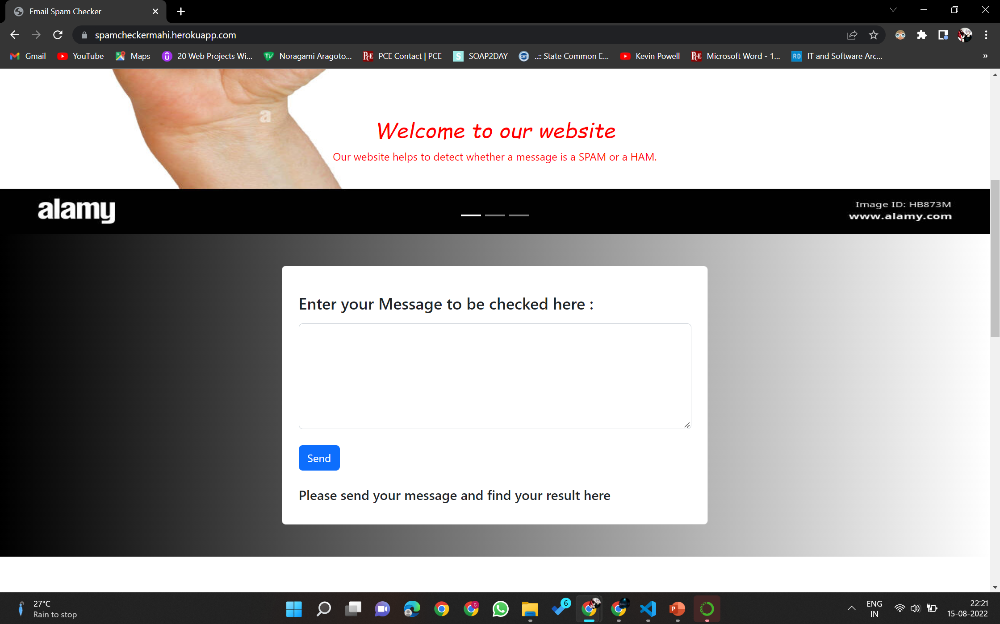 Email Spam Checker
spamcheckermahi.herokuapp.com
Gmail
YouTube
Maps
20 Web Projects Wi...
Noragami Aragoto...
PCE Contact | PCE
SOAP2DAY
..:: State Common E...
Kevin Powell
Microsoft Word - 1...
IT and Software Arc...
a
Welcome to our website
Our website helps to detect whether a message is a SPAM or a HAM.
alamy
Image ID: HB873M
www.alamy.com
Enter your Message to be checked here :
Send
Please send your message and find your result here
27°C
Rain to stop
6
ENG
IN
22:21
15-08-2022